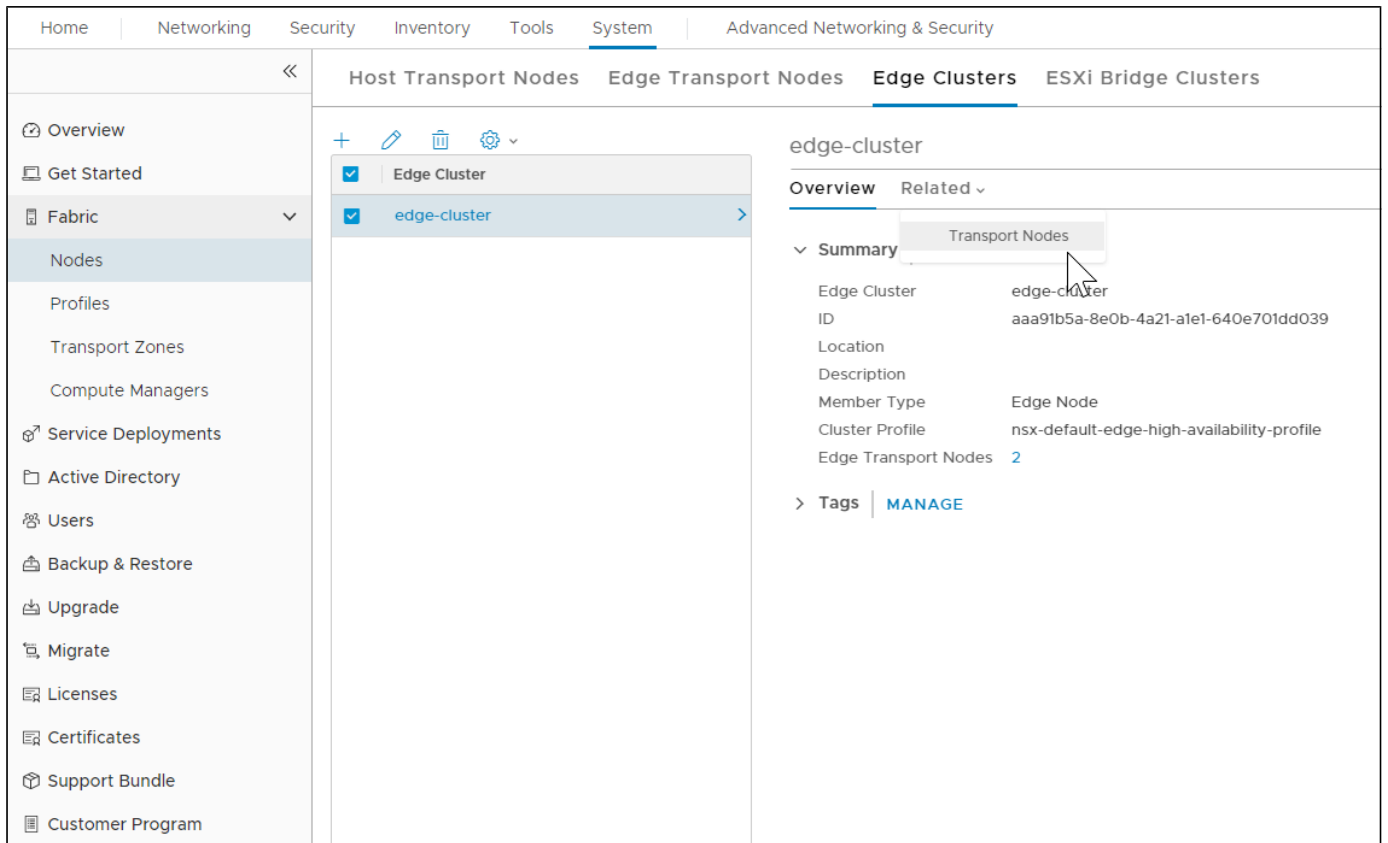 Home Networking Security Inventory Tools System Advanced Networking & Security
Host Transport Nodes Edge Transport Nodes Edge Clusters ESXi Bridge Clusters
Overview
Get Started
Fabric
Nodes
Profiles
Transport Zones
Compute Managers
Service Deployments
Active Directory
Users
Backup & Restore
Upgrade
Migrate
Licenses
Certificates
Support Bundle
Customer Program
Edge Cluster
edge-cluster
edge-cluster
Overview Related
Transport Nodes
Summary
Edge Cluster edge-cluster
ID aaa91b5a-8e0b-4a21-a1e1-640e701dd039
Location
Description
Member Type Edge Node
Cluster Profile nsx-default-edge-high-availability-profile
Edge Transport Nodes 2
Tags MANAGE